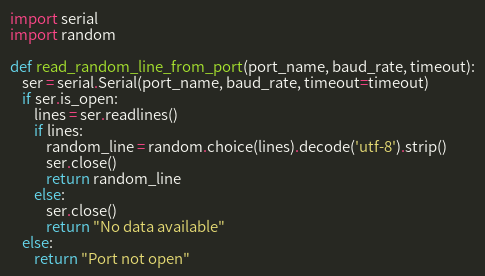 import serial
import random

def read_random_line_from_port(port_name, baud_rate, timeout):
    ser = serial.Serial(port_name, baud_rate, timeout=timeout)
    if ser.is_open:
        lines = ser.readlines()
        if lines:
            random_line = random.choice(lines).decode('utf-8').strip()
            ser.close()
            return random_line
        else:
            ser.close()
            return "No data available"
    else:
        return "Port not open"